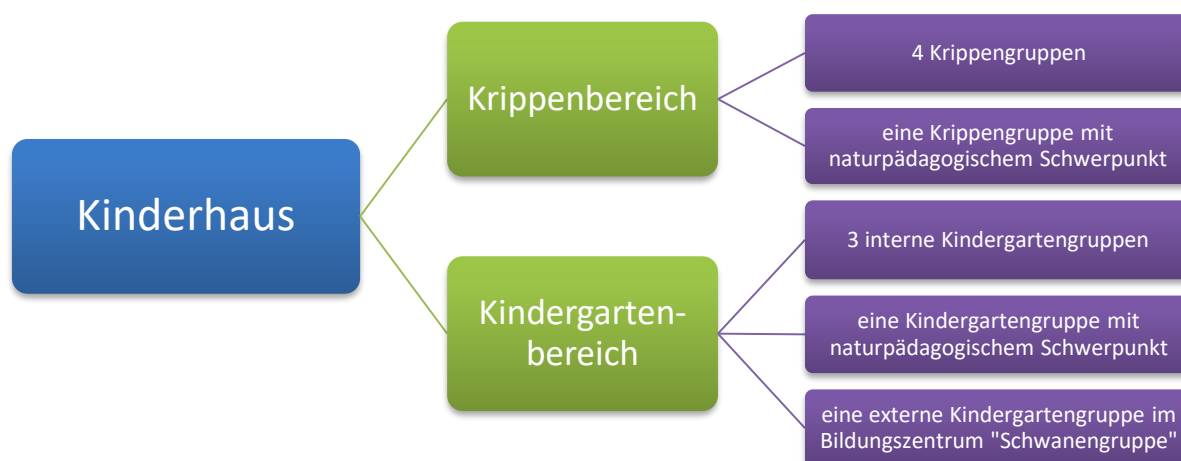 Kinderhaus
Krippenbereich
4 Krippengruppen
eine Krippengruppe mit
naturpädagogischem Schwerpunkt
Kindergarten-
bereich
3 interne Kindergartengruppen
eine Kindergartengruppe mit
naturpädagogischem Schwerpunkt
eine externe Kindergartengruppe im
Bildungszentrum "Schwanengruppe"